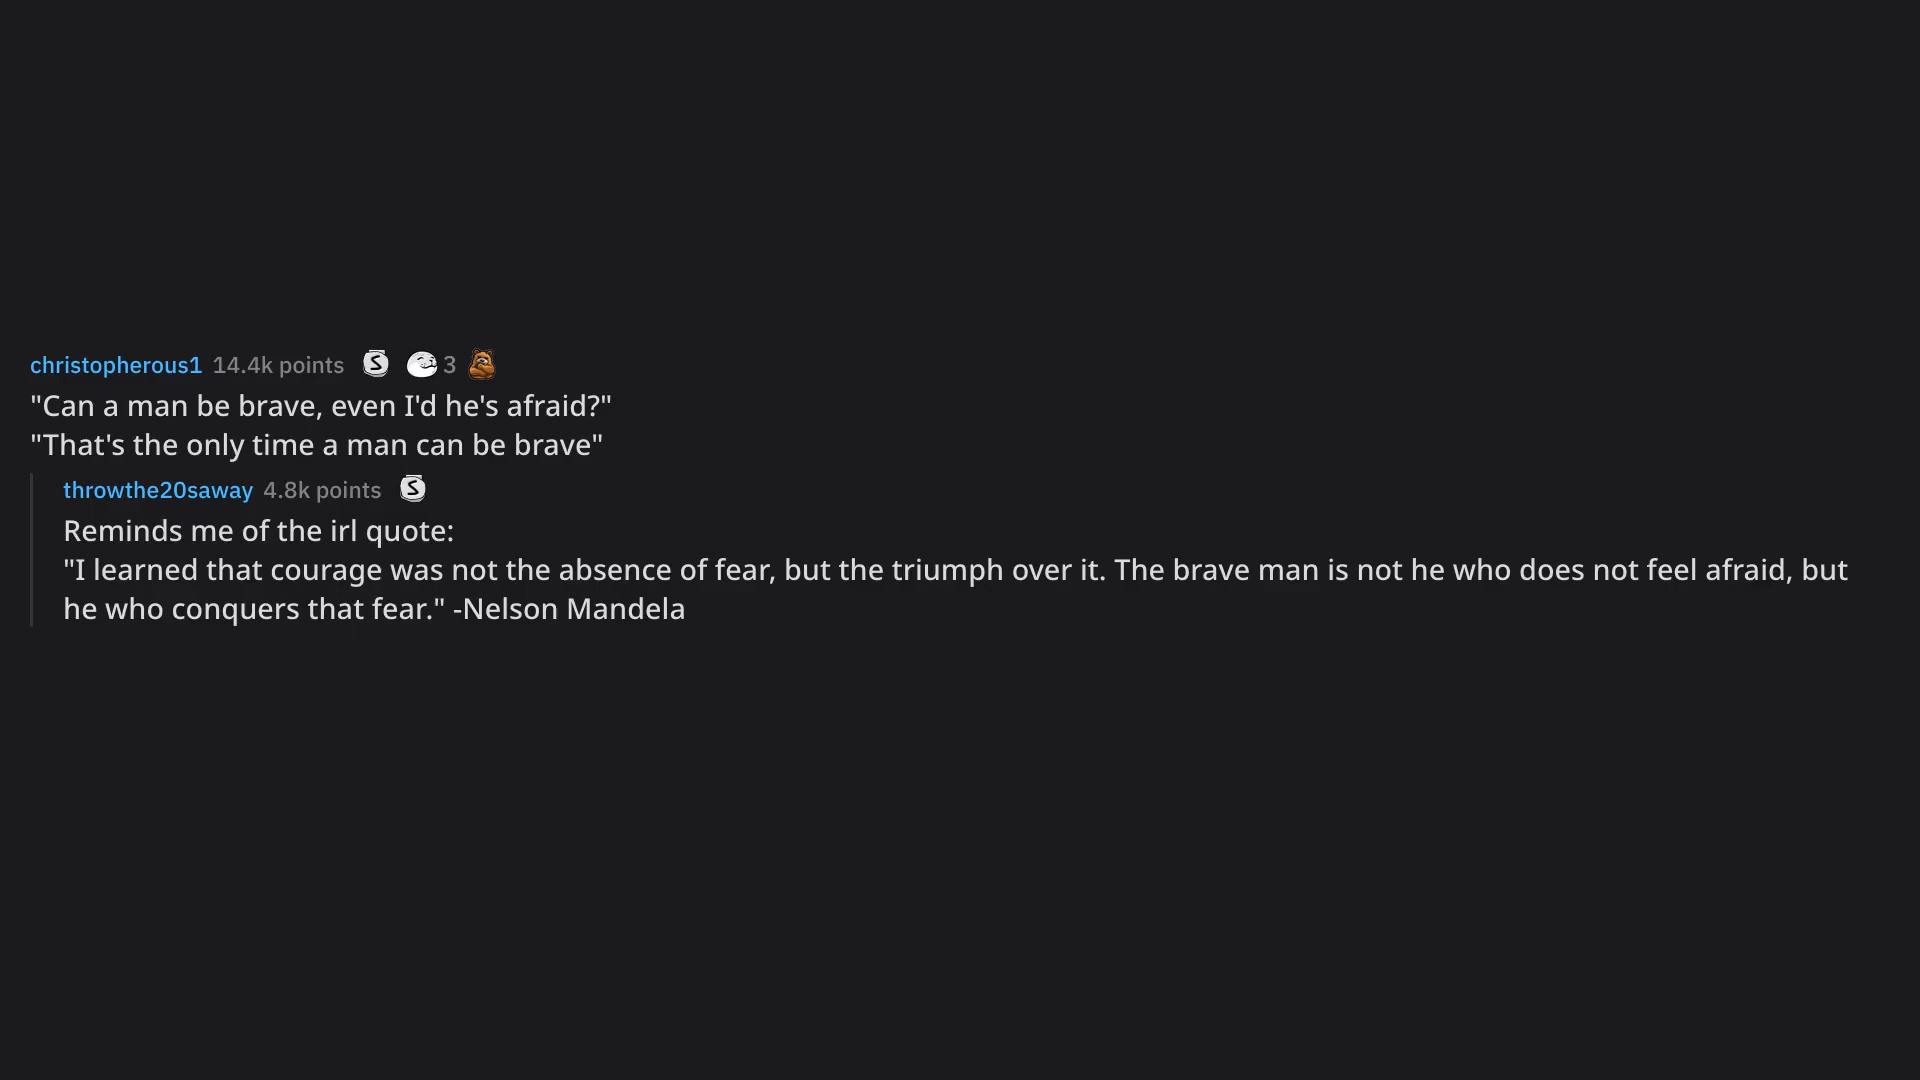 christopherous1 14.4k points S 3
"Can a man be brave, even I'd he's afraid?"
"That's the only time a man can be brave"
throwthe20saway 4.8k points S
Reminds me of the irl quote:
"I learned that courage was not the absence of fear, but the triumph over it. The brave man is not he who does not feel afraid, but
he who conquers that fear." -Nelson Mandela